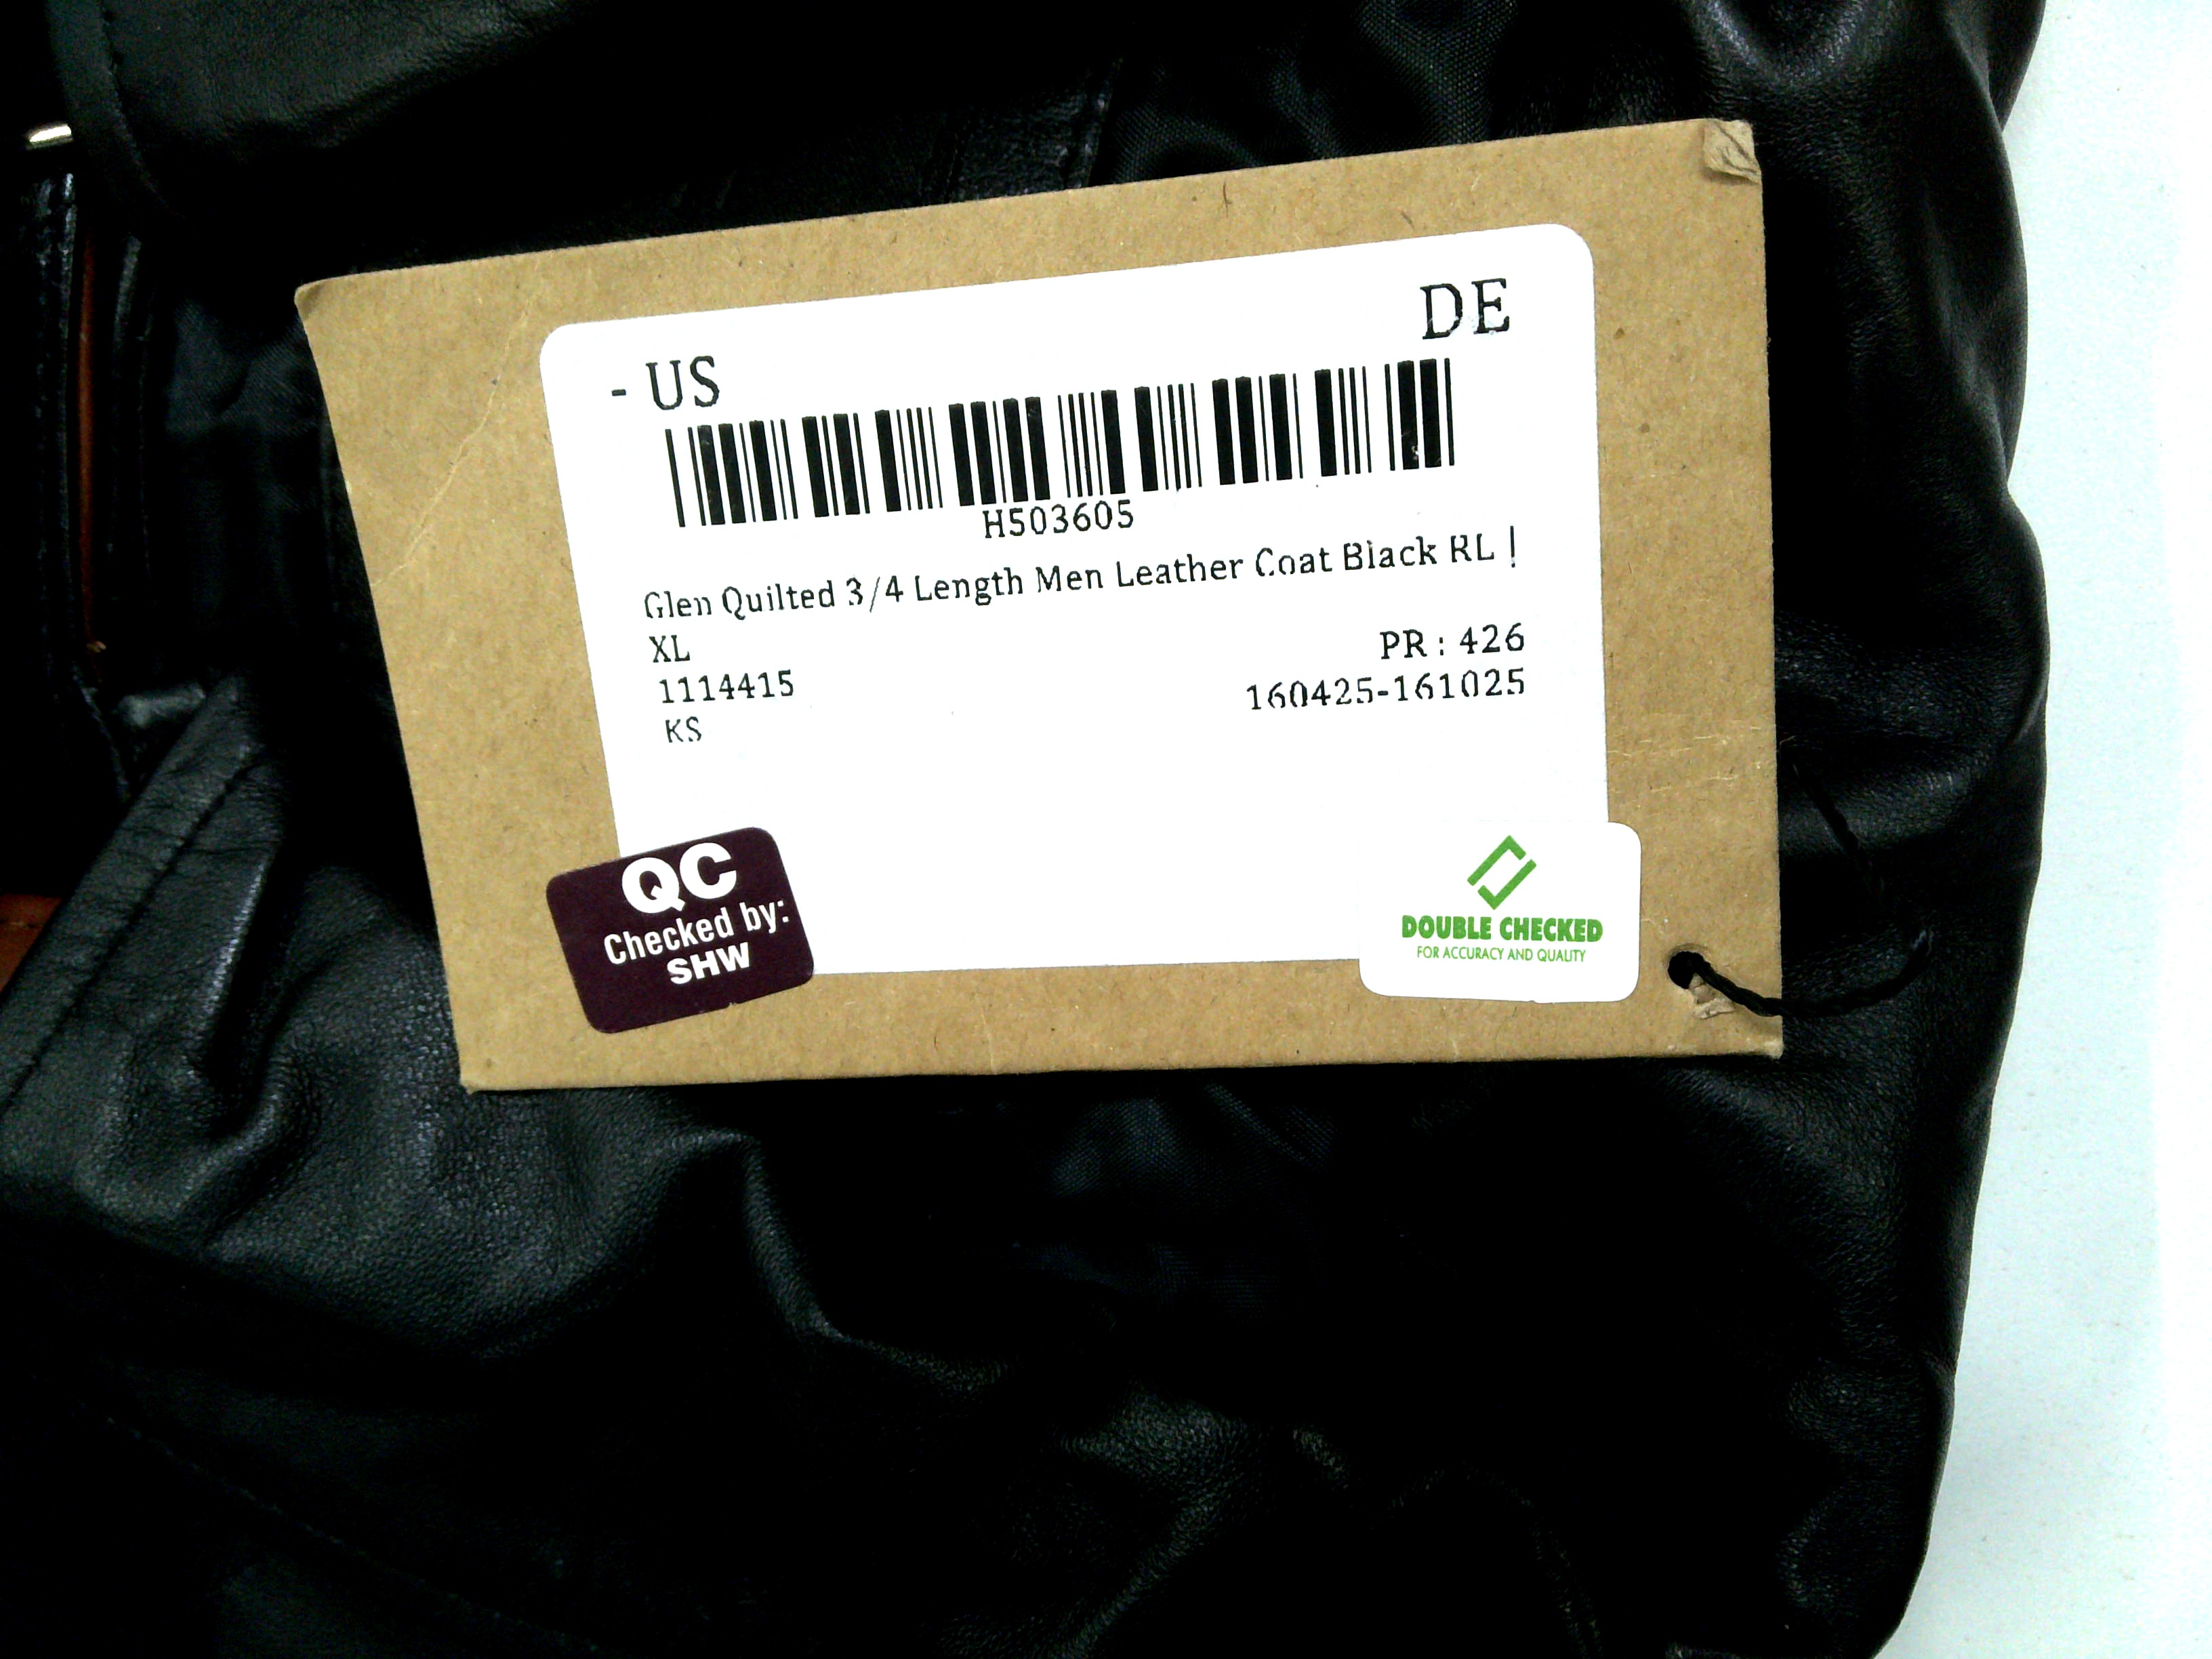 - US
DE
H503605
Glen Quilted 3/4 Length Men Leather Coat Black RL !
XL
PR : 426
1114415
160425-161025
KS
QC
Checked by:
SHW
DOUBLE CHECKED
FOR ACCURACY AND QUALITY